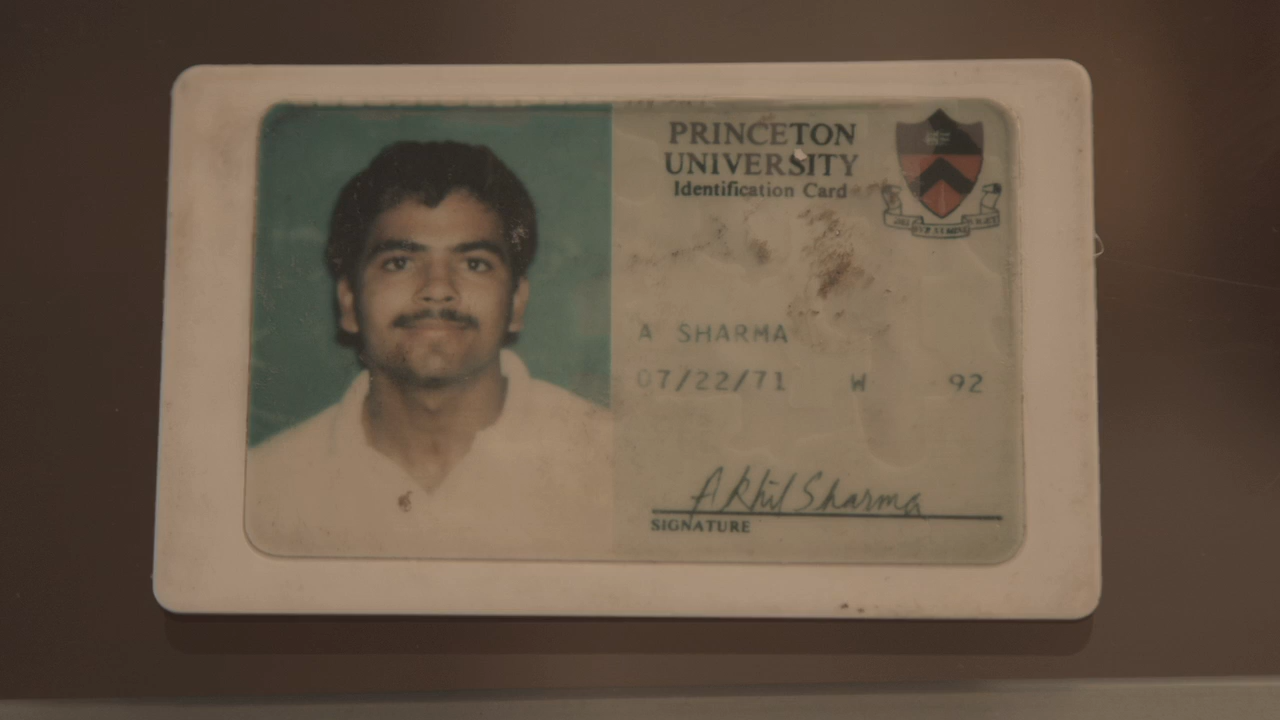 PRINCETON
UNIVERSITY
Identification Card
A SHARMA
07/22/71 W 92
Akhil Sharma
SIGNATURE